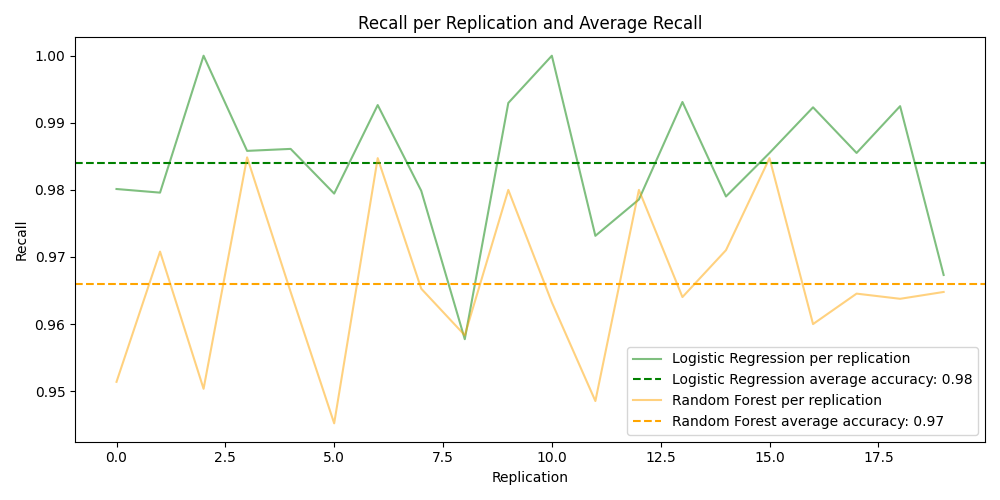 Recall per Replication and Average Recall
1.00
0.99
0.98
0.97
0.96
0.95
Recall
Logistic Regression per replication
Logistic Regression average accuracy: 0.98
Random Forest per replication
Random Forest average accuracy: 0.97
0.0
2.5
5.0
7.5
10.0
12.5
15.0
17.5
Replication